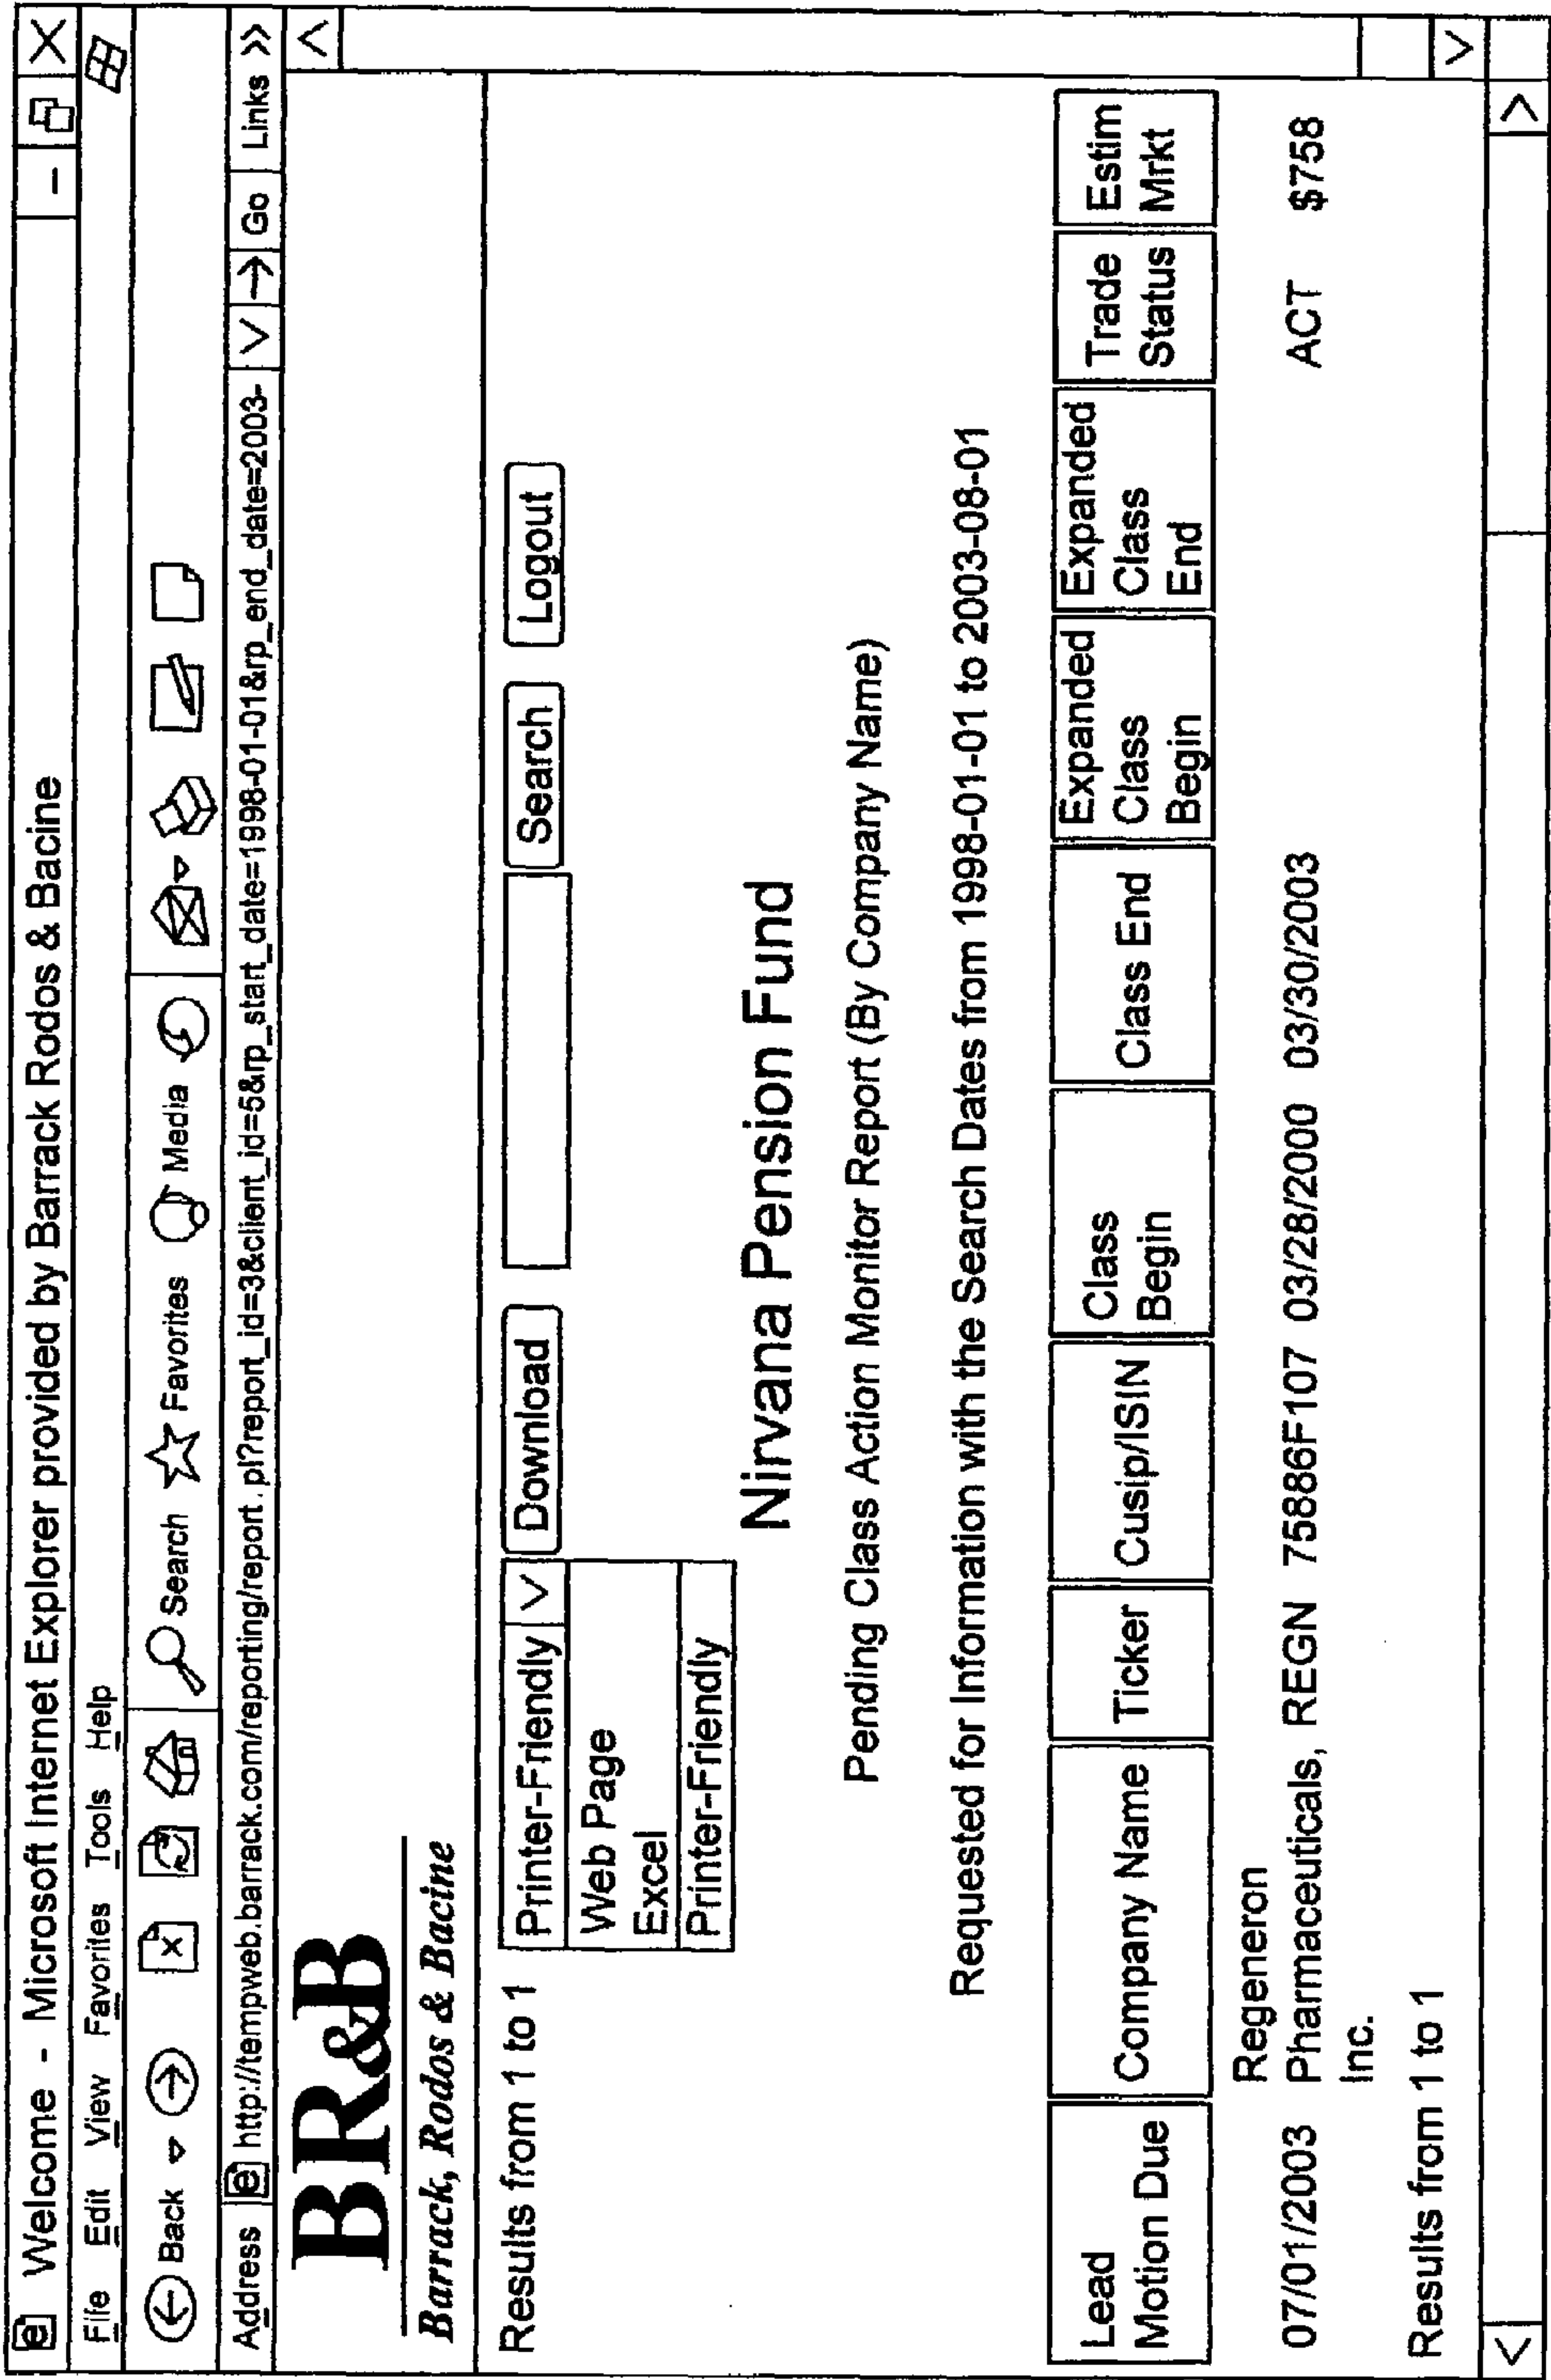 Welcome - Microsoft Internet Explorer provided by Barrack Rodos & Bacine
File Edit View Favorites Tools Help
Back Search Favorites Media
Address http://tempweb.barrack.com/reporting/report.pl?report_id=3&client_id=5&rp_start_date=1998-01-01&rp_end_date=2003- Go Links »
BR&B
Barrack, Rodos & Bacine
Results from 1 to 1 Printer-Friendly Download Search Logout
Web Page
Excel
Printer-Friendly
Nirvana Pension Fund
Pending Class Action Monitor Report (By Company Name)
Requested for Information with the Search Dates from 1998-01-01 to 2003-08-01
Lead Motion Due Company Name Ticker Cusip/ISIN Class Begin Class End Expanded Class Begin Expanded Class End Trade Status Estim Mrkt
Regeneron
07/01/2003 Pharmaceuticals, REGN 75886F107 03/28/2000 03/30/2003 ACT $758
Inc.
Results from 1 to 1